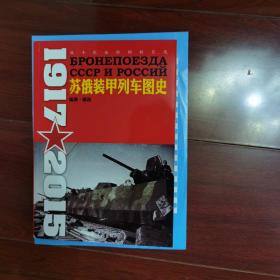 БРОНЕПОЕЗДА
СССР И РОССИЙ
苏俄装甲列车图史
1917★2015